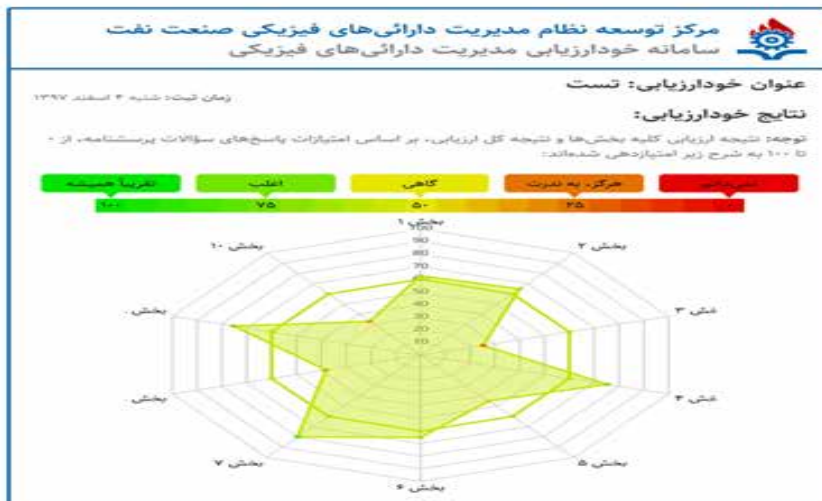 مرکز توسعه نظام مدیریت دارائی‌های فیزیکی صنعت نفت
سامانه خودارزیابی مدیریت دارائی‌های فیزیکی
عنوان خودارزیابی: تست
زمان ثبت: شنبه ۴ اسفند ۱۳۹۷
نتایج خودارزیابی:
توجه: نتیجه ارزیابی کلیه بخش‌ها و نتیجه کل ارزیابی، بر اساس امتیازات پاسخ‌های سؤالات پرسشنامه، از ۰
تا ۱۰۰ به شرح زیر امتیازدهی شده‌اند:
نمی‌دانم
هرگز، به ندرت
گاهی
اغلب
تقریباً همیشه
۲۵
۵۰
۷۵
۱۰۰
بخش ۱
100
90
80
70
60
50
40
30
20
10
بخش ۲
خش ۳
خش ۴
بخش ۵
بخش ۶
بخش ۷
بخش .
بخش .
بخش ۱۰